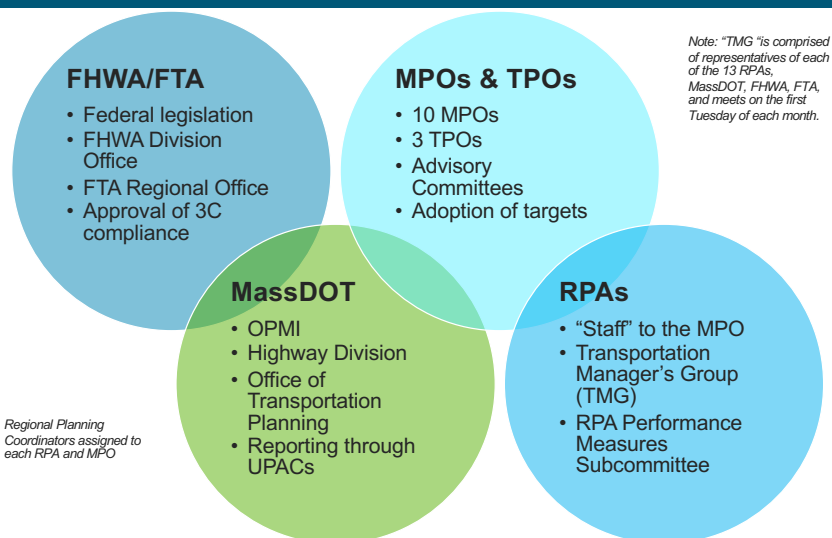 FHWA/FTA
• Federal legislation
• FHWA Division
Office
• FTA Regional Office
• Approval of 3C
compliance
MPOs & TPOs
• 10 MPOs
• 3 TPOs
• Advisory
Committees
• Adoption of targets
Note: “TMG “is comprised
of representatives of each
of the 13 RPAs,
MassDOT, FHWA, FTA,
and meets on the first
Tuesday of each month.
MassDOT
• OPMI
• Highway Division
• Office of
Transportation
Planning
• Reporting through
UPACs
RPAs
• “Staff” to the MPO
• Transportation
Manager’s Group
(TMG)
• RPA Performance
Measures
Subcommittee
Regional Planning
Coordinators assigned to
each RPA and MPO